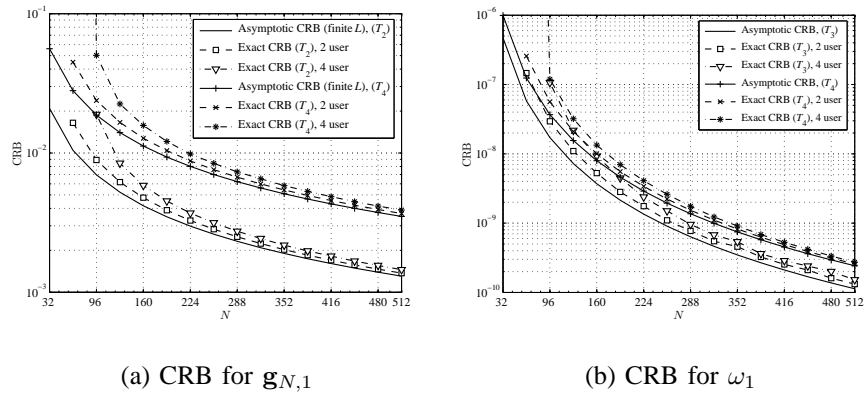 10⁻¹
10⁻²
10⁻³
CRB
32 96 160 224 288 352 416 480 512
N
Asymptotic CRB (finite L), (T₂)
Exact CRB (T₂), 2 user
Exact CRB (T₂), 4 user
Asymptotic CRB (finite L), (T₄)
Exact CRB (T₄), 2 user
Exact CRB (T₄), 4 user
(a) CRB for g_{N,1}
10⁻⁶
10⁻⁷
10⁻⁸
10⁻⁹
10⁻¹⁰
CRB
32 96 160 224 288 352 416 480 512
N
Asymptotic CRB, (T₃)
Exact CRB (T₃), 2 user
Exact CRB (T₃), 4 user
Asymptotic CRB, (T₄)
Exact CRB (T₄), 2 user
Exact CRB (T₄), 4 user
(b) CRB for ω₁